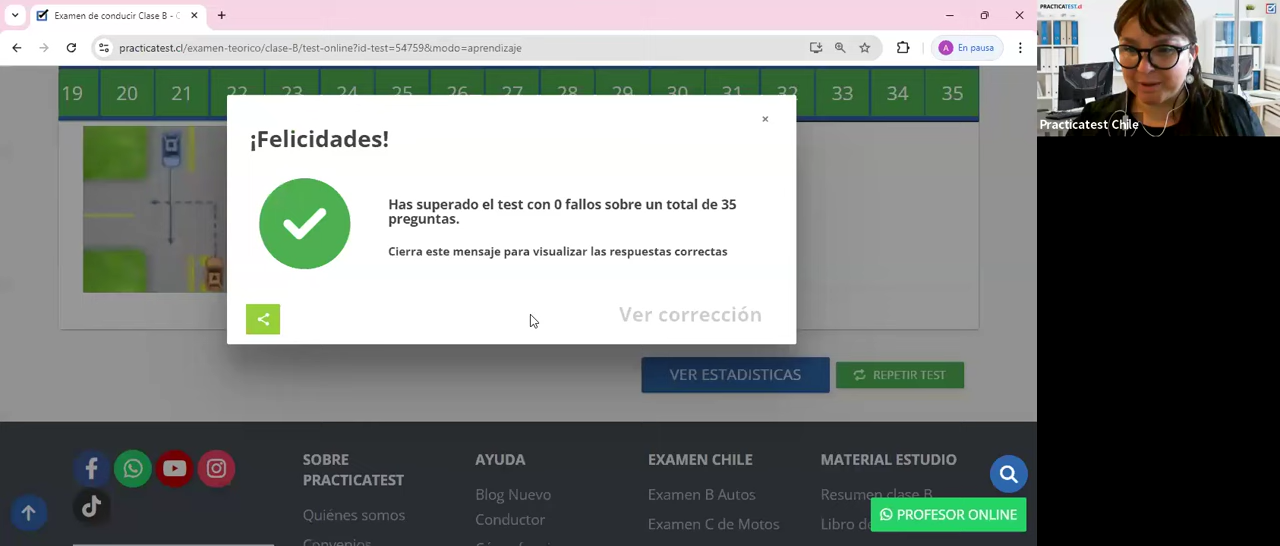 Examen de conducir Clase B - C
practicatest.cl/examen-teorico/clase-B/test-online?id-test=54759&modo=aprendizaje
A En pausa
PRACTICATEST.cl
Practicatest Chile
19 20 21 22 23 24 25 26 27 28 29 30 31 32 33 34 35
¡Felicidades!
×
Has superado el test con 0 fallos sobre un total de 35
preguntas.
Cierra este mensaje para visualizar las respuestas correctas
Ver corrección
VER ESTADISTICAS
REPETIR TEST
SOBRE
PRACTICATEST
Quiénes somos
Convenios
AYUDA
Blog Nuevo
Conductor
EXAMEN CHILE
Examen B Autos
Examen C de Motos
MATERIAL ESTUDIO
Resumen clase B
Libro de
PROFESOR ONLINE